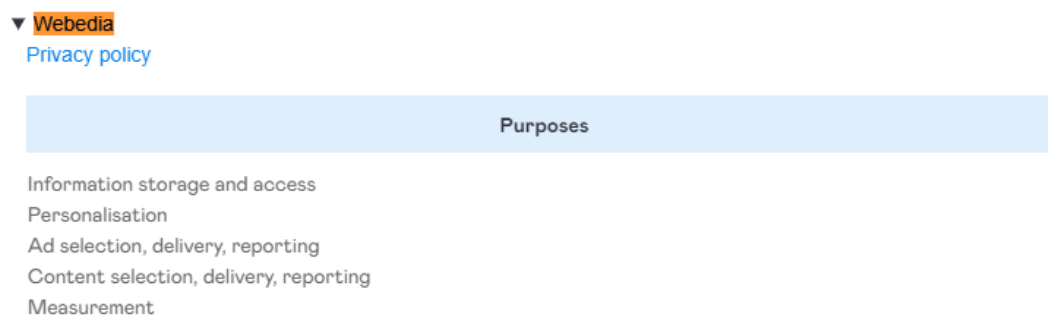 Webedia
Privacy policy
Purposes
Information storage and access
Personalisation
Ad selection, delivery, reporting
Content selection, delivery, reporting
Measurement